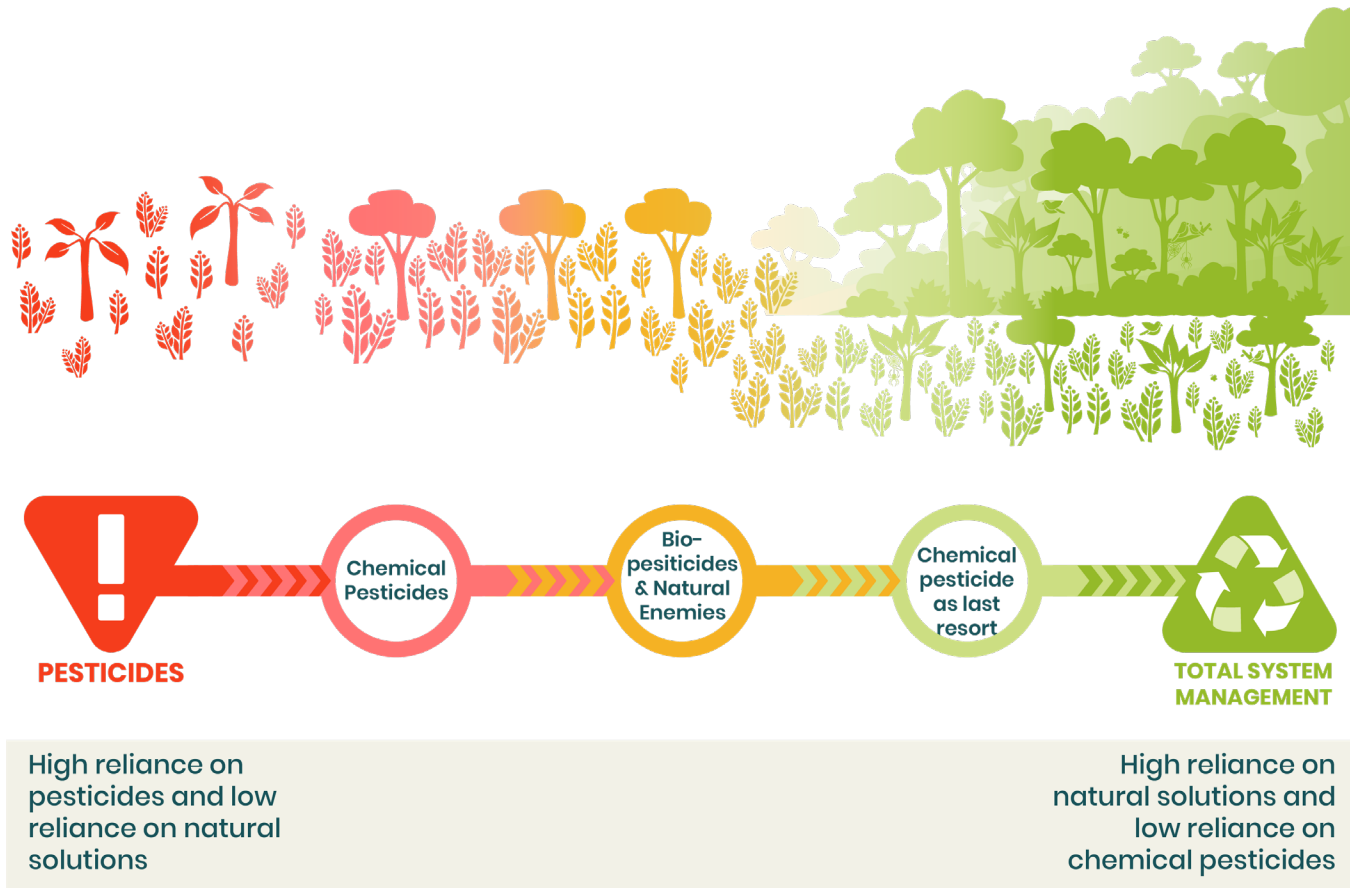 Chemical
Pesticides
Bio-
pesiticides
& Natural
Enemies
Chemical
pesticide
as last
resort
PESTICIDES
TOTAL SYSTEM
MANAGEMENT
High reliance on
pesticides and low
reliance on natural
solutions
High reliance on
natural solutions and
low reliance on
chemical pesticides